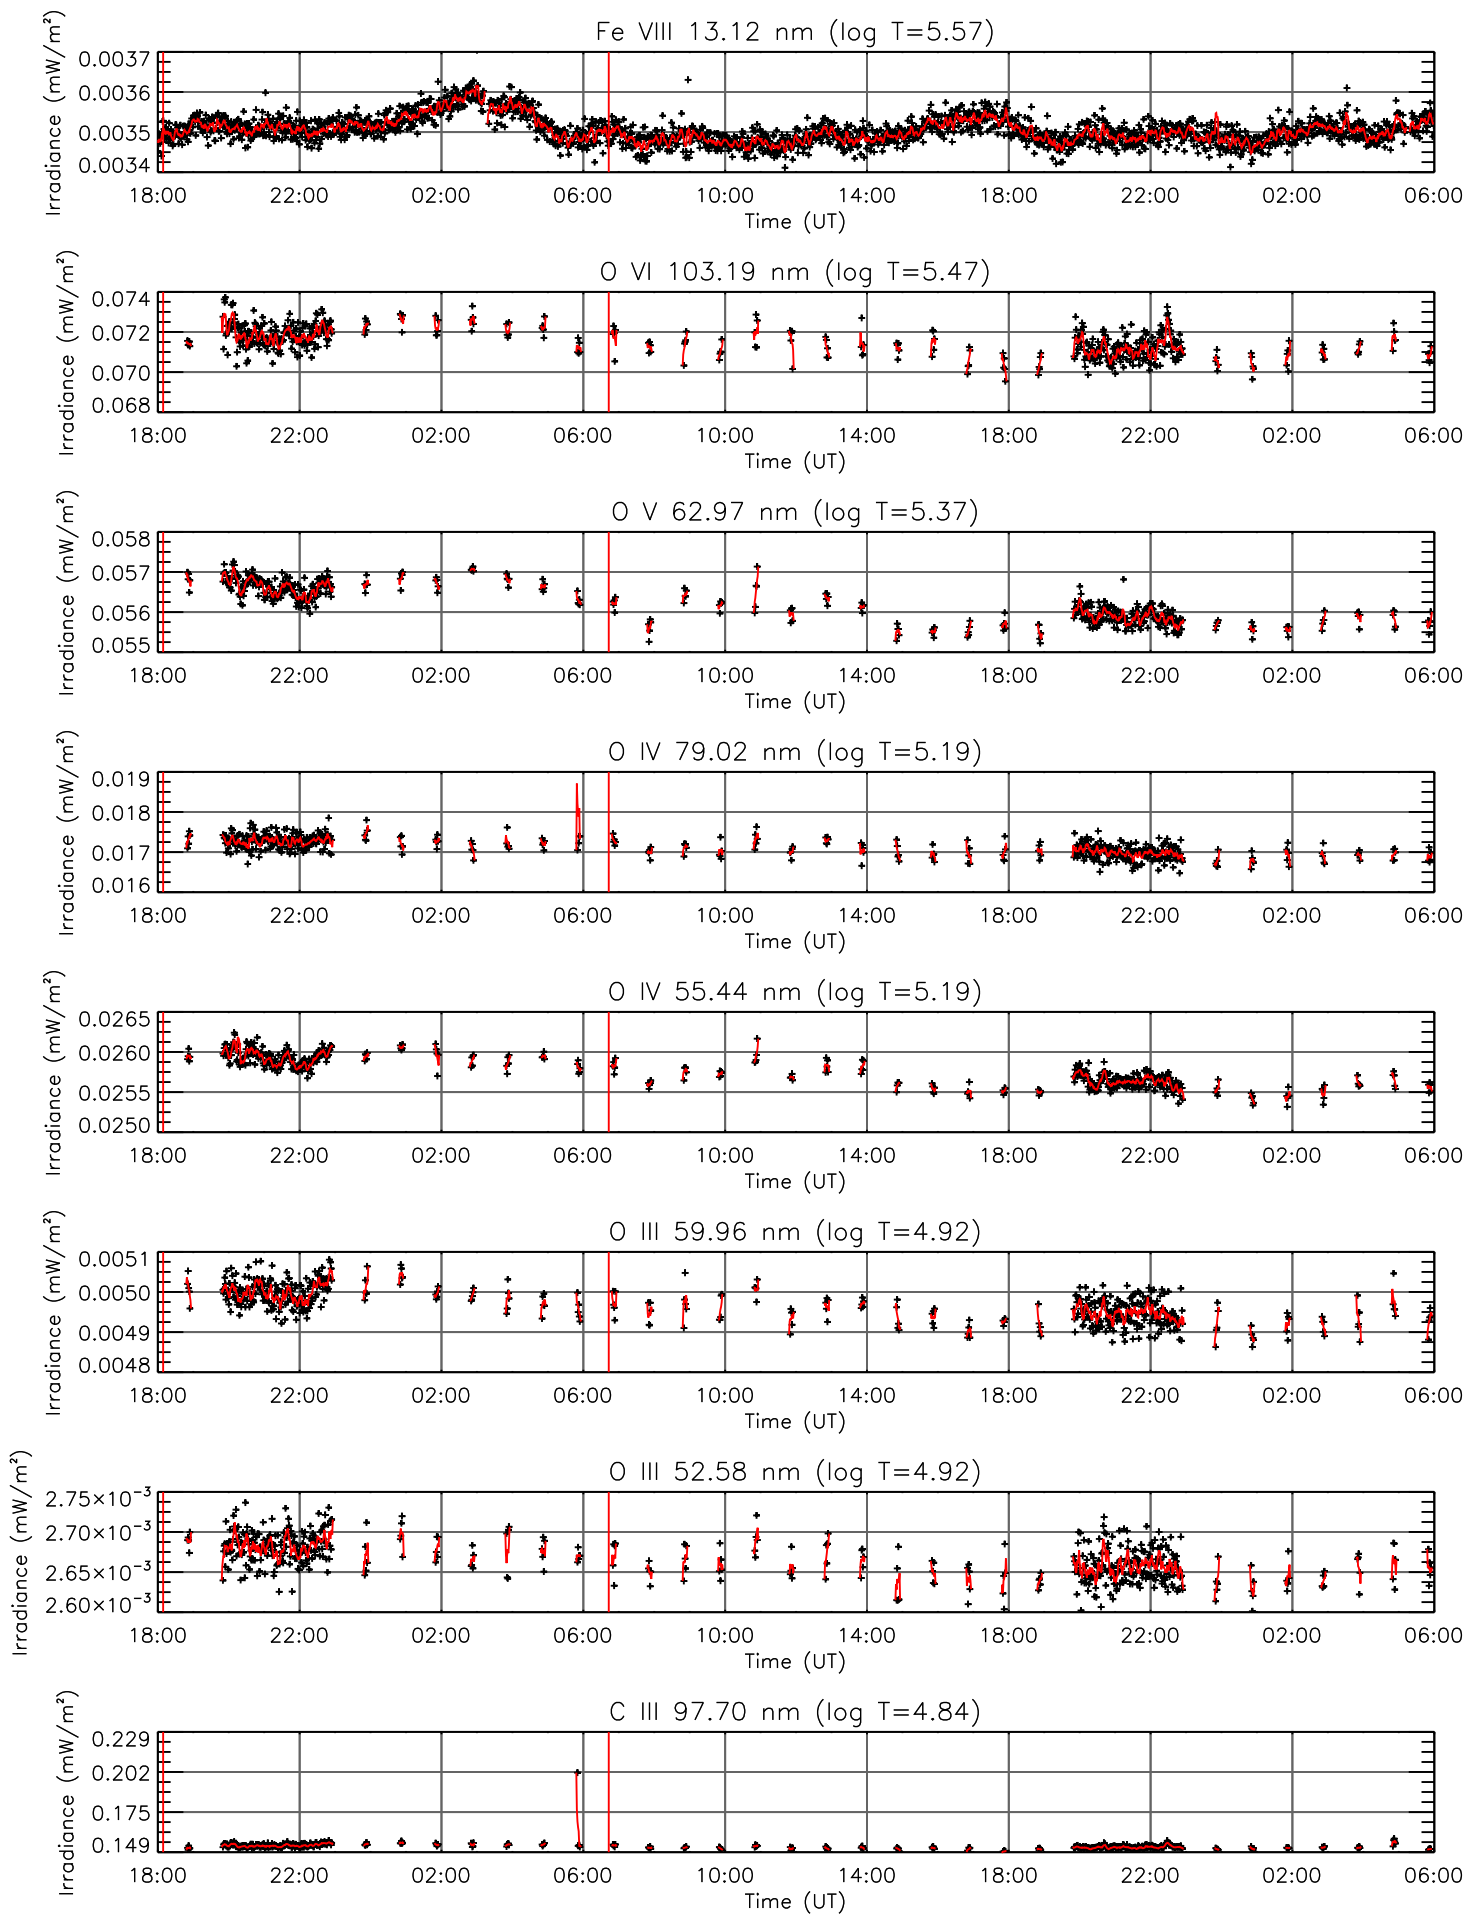 Fe VIII 13.12 nm (log T=5.57)
Irradiance (mW/m²)
0.0037
0.0036
0.0035
0.0034
18:00 22:00 02:00 06:00 10:00 14:00 18:00 22:00 02:00 06:00
Time (UT)
O VI 103.19 nm (log T=5.47)
Irradiance (mW/m²)
0.074
0.072
0.070
0.068
18:00 22:00 02:00 06:00 10:00 14:00 18:00 22:00 02:00 06:00
Time (UT)
O V 62.97 nm (log T=5.37)
Irradiance (mW/m²)
0.058
0.057
0.056
0.055
18:00 22:00 02:00 06:00 10:00 14:00 18:00 22:00 02:00 06:00
Time (UT)
O IV 79.02 nm (log T=5.19)
Irradiance (mW/m²)
0.019
0.018
0.017
0.016
18:00 22:00 02:00 06:00 10:00 14:00 18:00 22:00 02:00 06:00
Time (UT)
O IV 55.44 nm (log T=5.19)
Irradiance (mW/m²)
0.0265
0.0260
0.0255
0.0250
18:00 22:00 02:00 06:00 10:00 14:00 18:00 22:00 02:00 06:00
Time (UT)
O III 59.96 nm (log T=4.92)
Irradiance (mW/m²)
0.0051
0.0050
0.0049
0.0048
18:00 22:00 02:00 06:00 10:00 14:00 18:00 22:00 02:00 06:00
Time (UT)
O III 52.58 nm (log T=4.92)
Irradiance (mW/m²)
2.75×10⁻³
2.70×10⁻³
2.65×10⁻³
2.60×10⁻³
18:00 22:00 02:00 06:00 10:00 14:00 18:00 22:00 02:00 06:00
Time (UT)
C III 97.70 nm (log T=4.84)
Irradiance (mW/m²)
0.229
0.202
0.175
0.149
18:00 22:00 02:00 06:00 10:00 14:00 18:00 22:00 02:00 06:00
Time (UT)